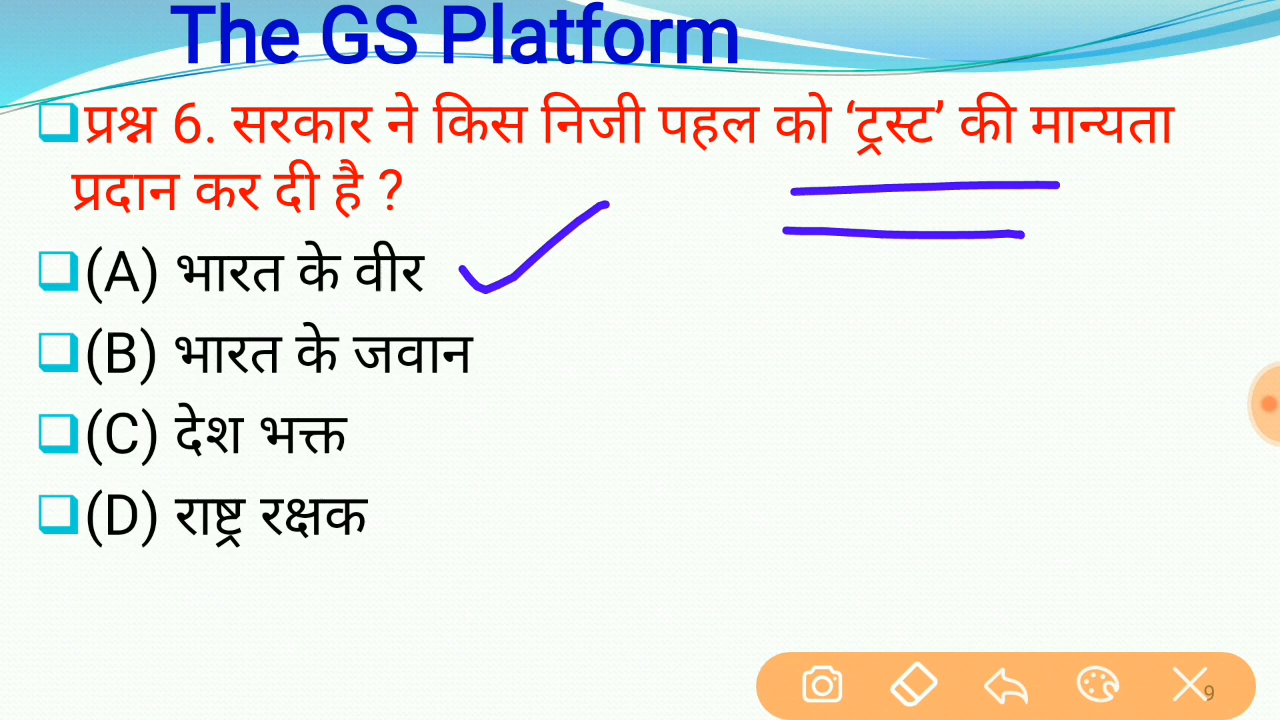 The GS Platform
प्रश्न 6. सरकार ने किस निजी पहल को ‘ट्रस्ट’ की मान्यता
प्रदान कर दी है ?
(A) भारत के वीर
(B) भारत के जवान
(C) देश भक्त
(D) राष्ट्र रक्षक
9